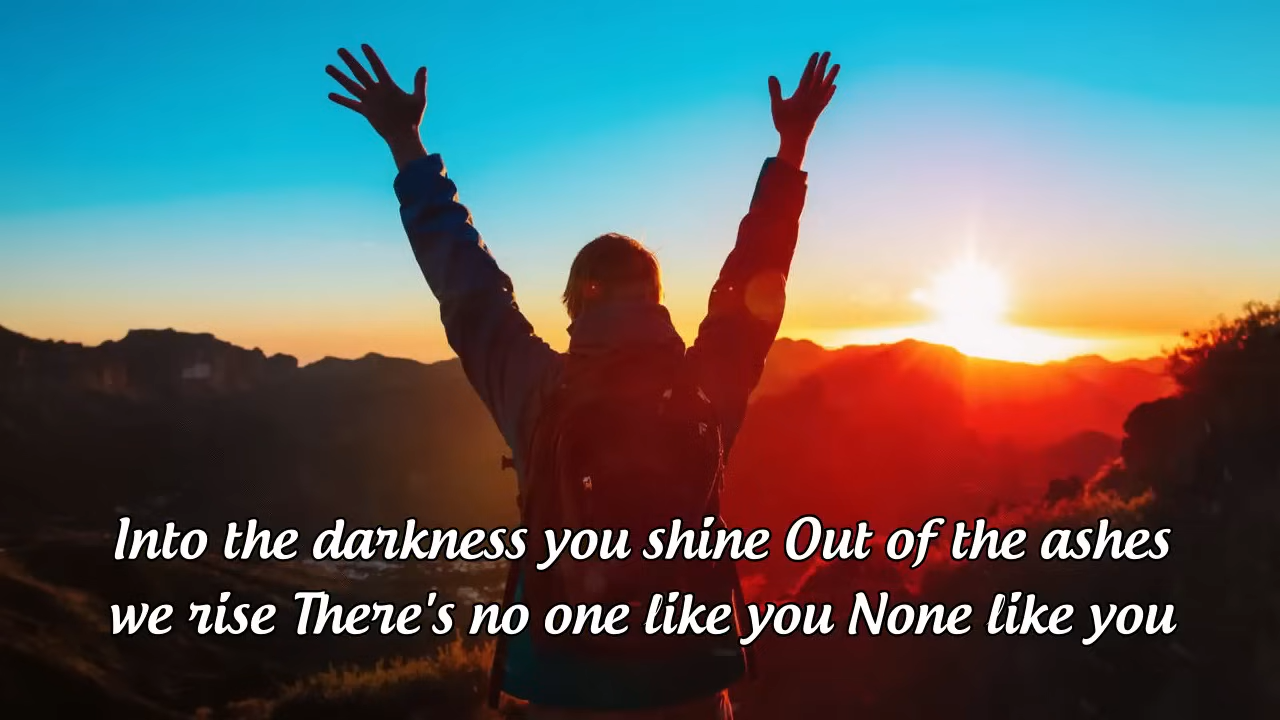 Into the darkness you shine Out of the ashes
we rise There's no one like you None like you